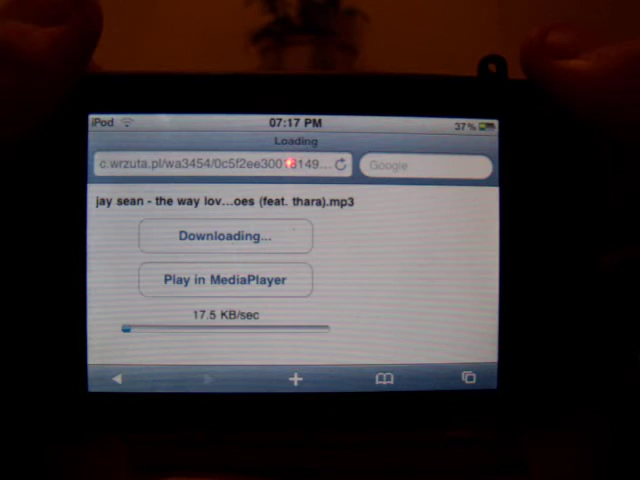 iPod 07:17 PM 37%
Loading
c.wrzuta.pl/wa3454/0c5f2ee30018149... Google
jay sean - the way lov...oes (feat. thara).mp3
Downloading...
Play in MediaPlayer
17.5 KB/sec